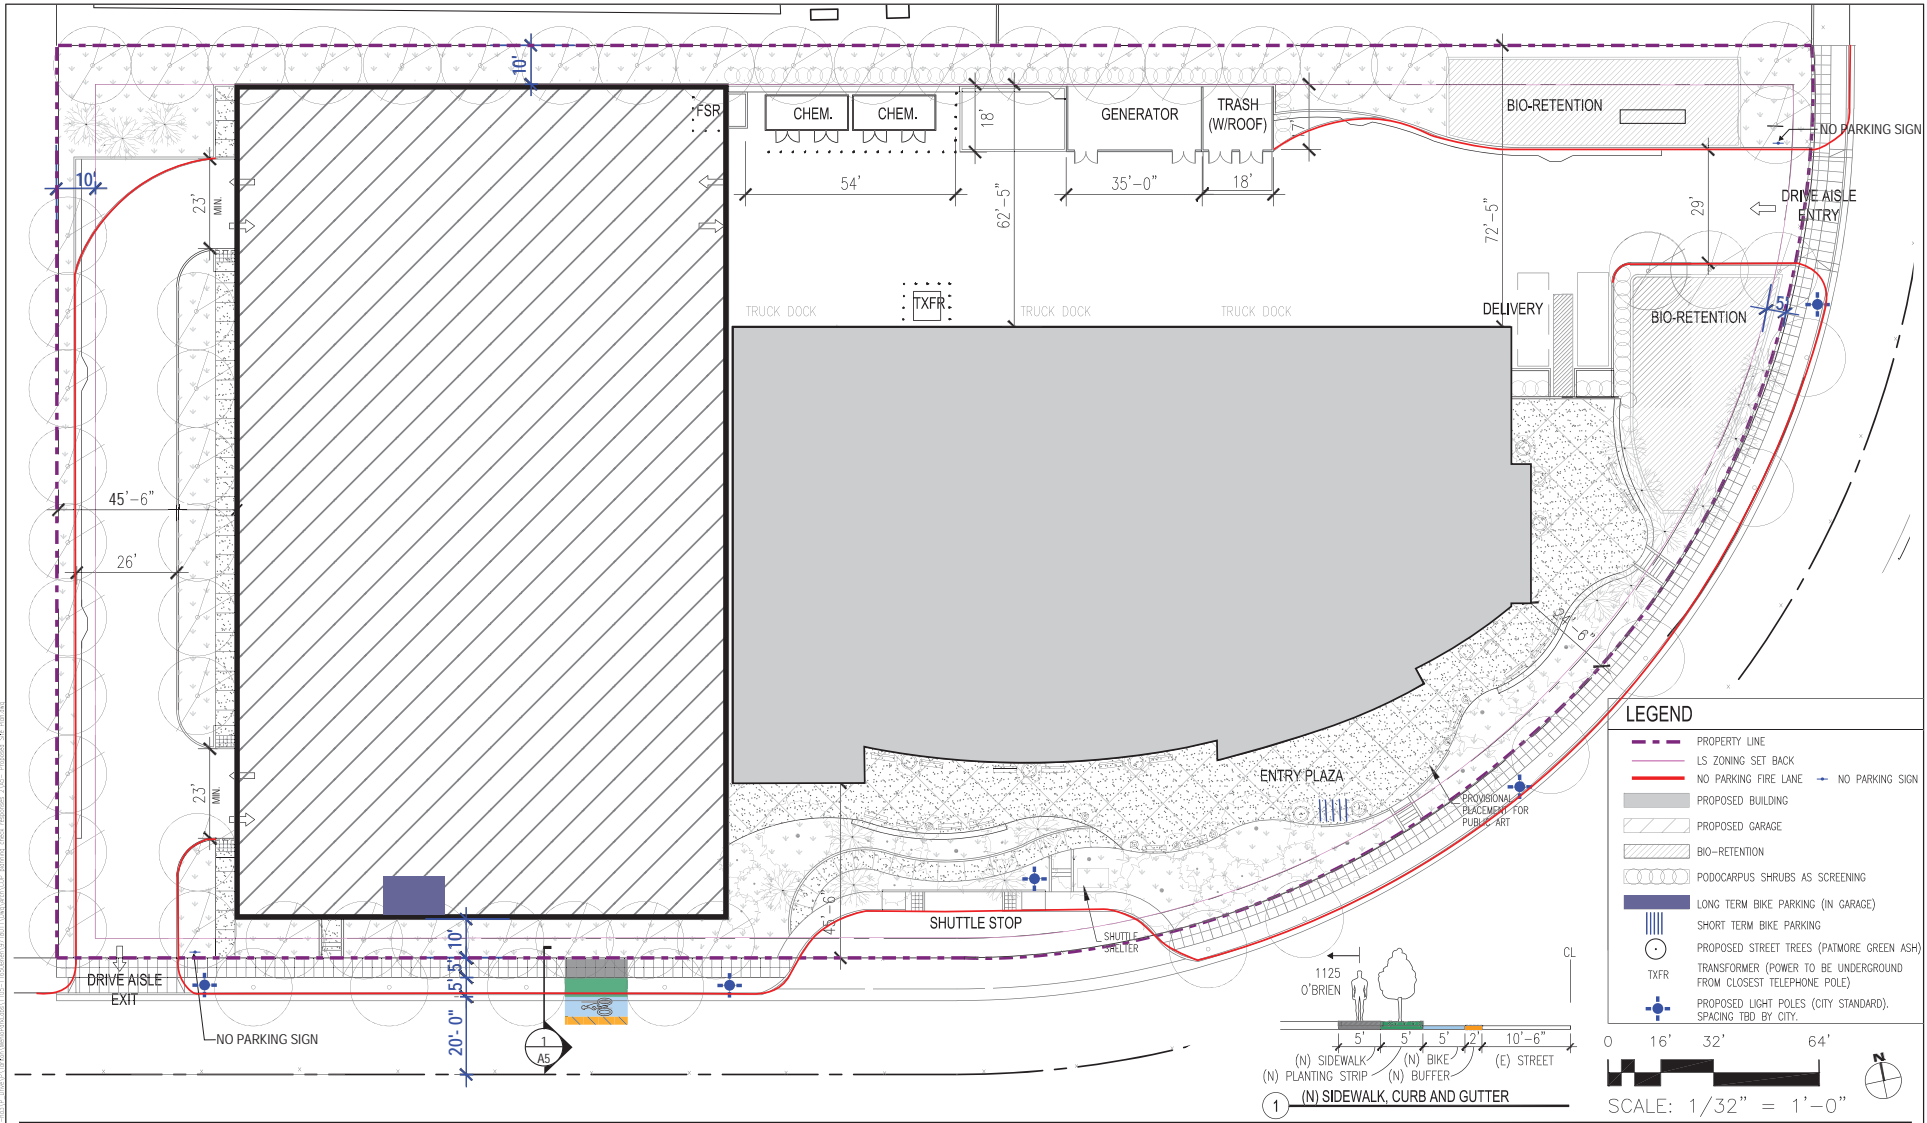 10'
FSR
CHEM.
CHEM.
18'
GENERATOR
TRASH
(W/ROOF)
17'
BIO-RETENTION
NO PARKING SIGN
10'
23'
MIN.
54'
62'-5"
35'-0"
18'
72'-5"
29'
DRIVE AISLE
ENTRY
TXFR
TRUCK DOCK
TRUCK DOCK
TRUCK DOCK
DELIVERY
BIO-RETENTION
5'
45'-6"
26'
24'-6"
23'
MIN.
ENTRY PLAZA
PROVISIONAL
PLACEMENT FOR
PUBLIC ART
45'-6"
SHUTTLE STOP
SHUTTLE
SHELTER
10'
5'
5'
20'- 0"
DRIVE AISLE
EXIT
NO PARKING SIGN
1
A5
LEGEND
PROPERTY LINE
LS ZONING SET BACK
NO PARKING FIRE LANE
NO PARKING SIGN
PROPOSED BUILDING
PROPOSED GARAGE
BIO-RETENTION
PODOCARPUS SHRUBS AS SCREENING
LONG TERM BIKE PARKING (IN GARAGE)
SHORT TERM BIKE PARKING
PROPOSED STREET TREES (PATMORE GREEN ASH)
TXFR TRANSFORMER (POWER TO BE UNDERGROUND
FROM CLOSEST TELEPHONE POLE)
PROPOSED LIGHT POLES (CITY STANDARD).
SPACING TBD BY CITY.
1125
O'BRIEN
CL
5' 5' 5' 2' 10'-6"
(N) SIDEWALK (N) BIKE (E) STREET
(N) PLANTING STRIP (N) BUFFER
1 (N) SIDEWALK, CURB AND GUTTER
0 16' 32' 64'
SCALE: 1/32" = 1'-0"
N